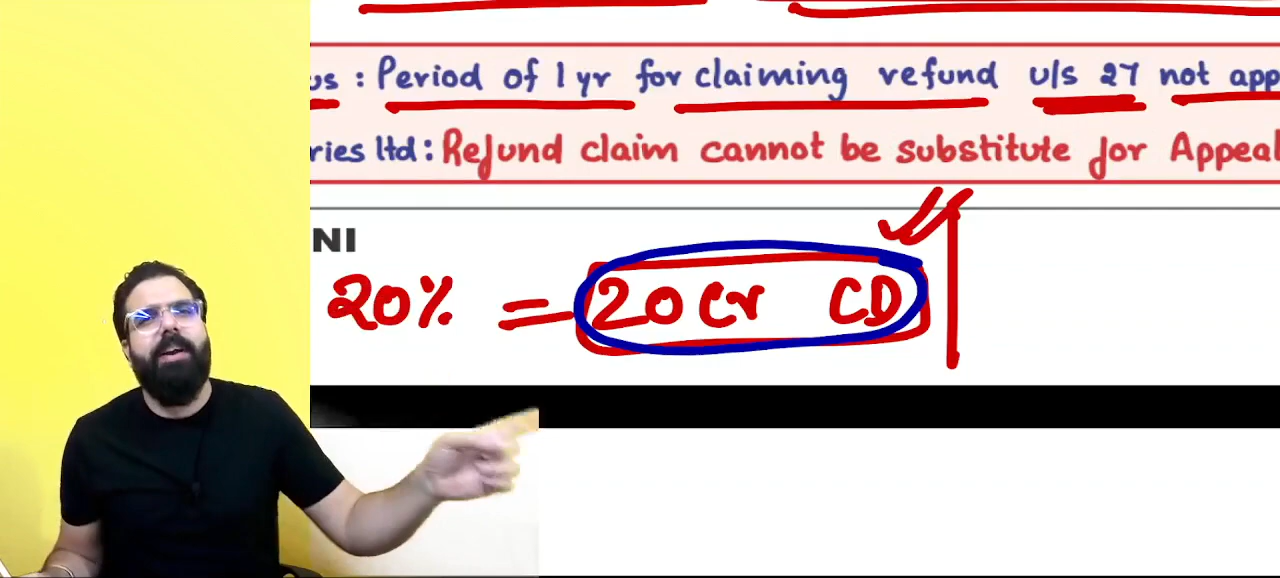 us : Period of 1 yr for claiming refund u/s 27 not app
ries ltd : Refund claim cannot be substitute for Appeal
NI
20% = 20 Cr CD